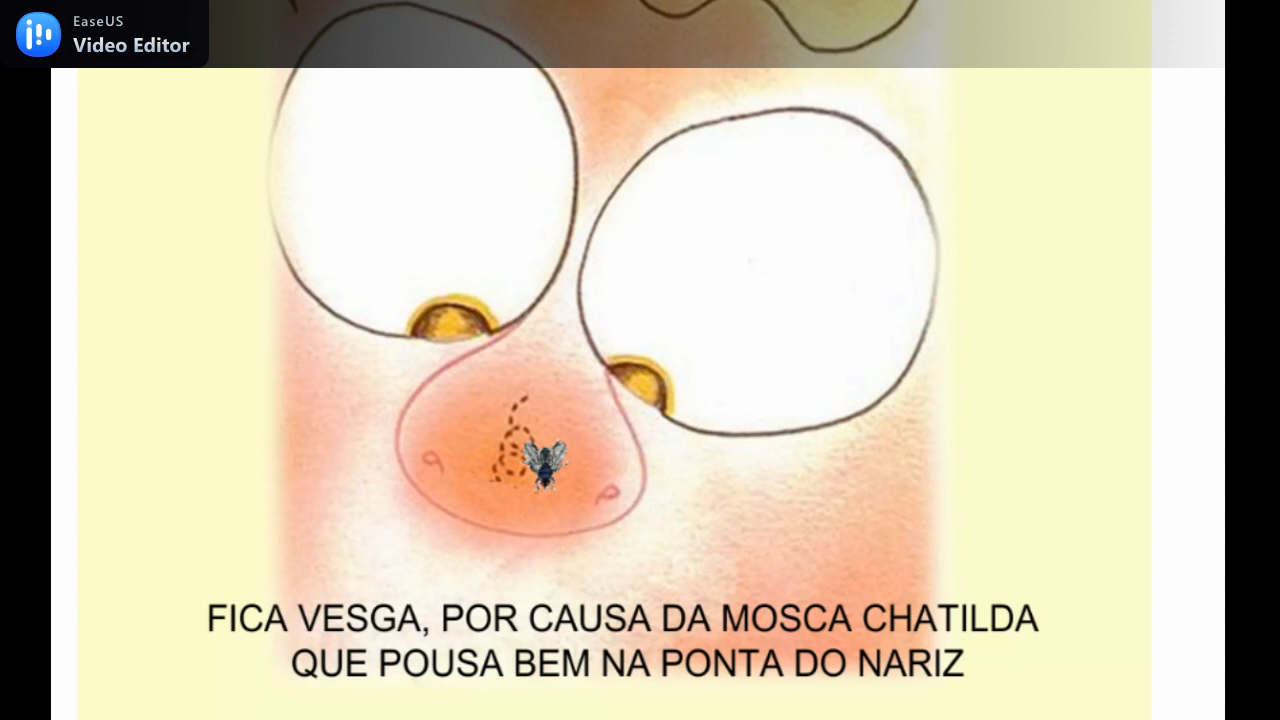 EaseUS
Video Editor
FICA VESGA, POR CAUSA DA MOSCA CHATILDA
QUE POUSA BEM NA PONTA DO NARIZ